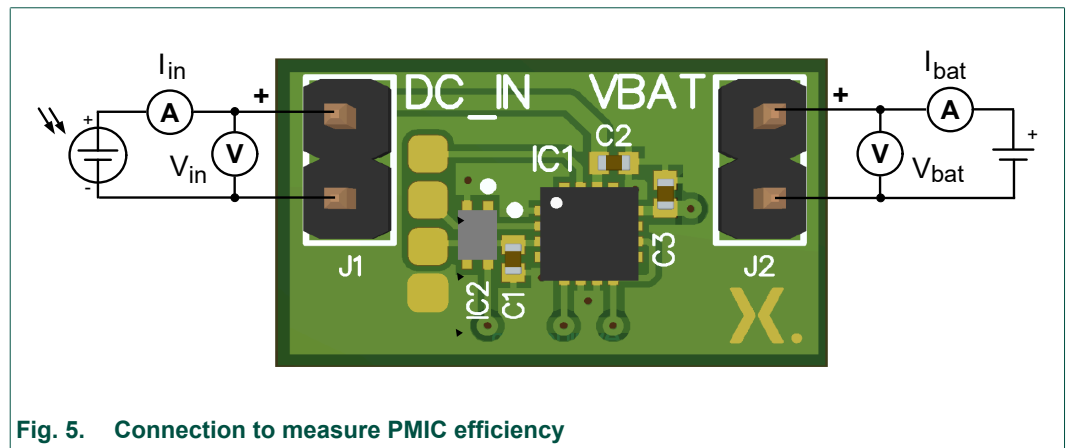 I_in
A
+
+
-
V
V_in
DC_IN
VBAT
C2
IC1
C3
IC2
C1
J1
J2
X.
+
I_bat
A
V
V_bat
+
Fig. 5. Connection to measure PMIC efficiency